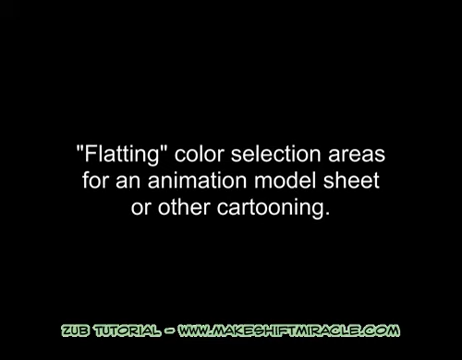 "Flatting" color selection areas
for an animation model sheet
or other cartooning.
ZUB TUTORIAL - WWW.MAKESHIFTMIRACLE.COM